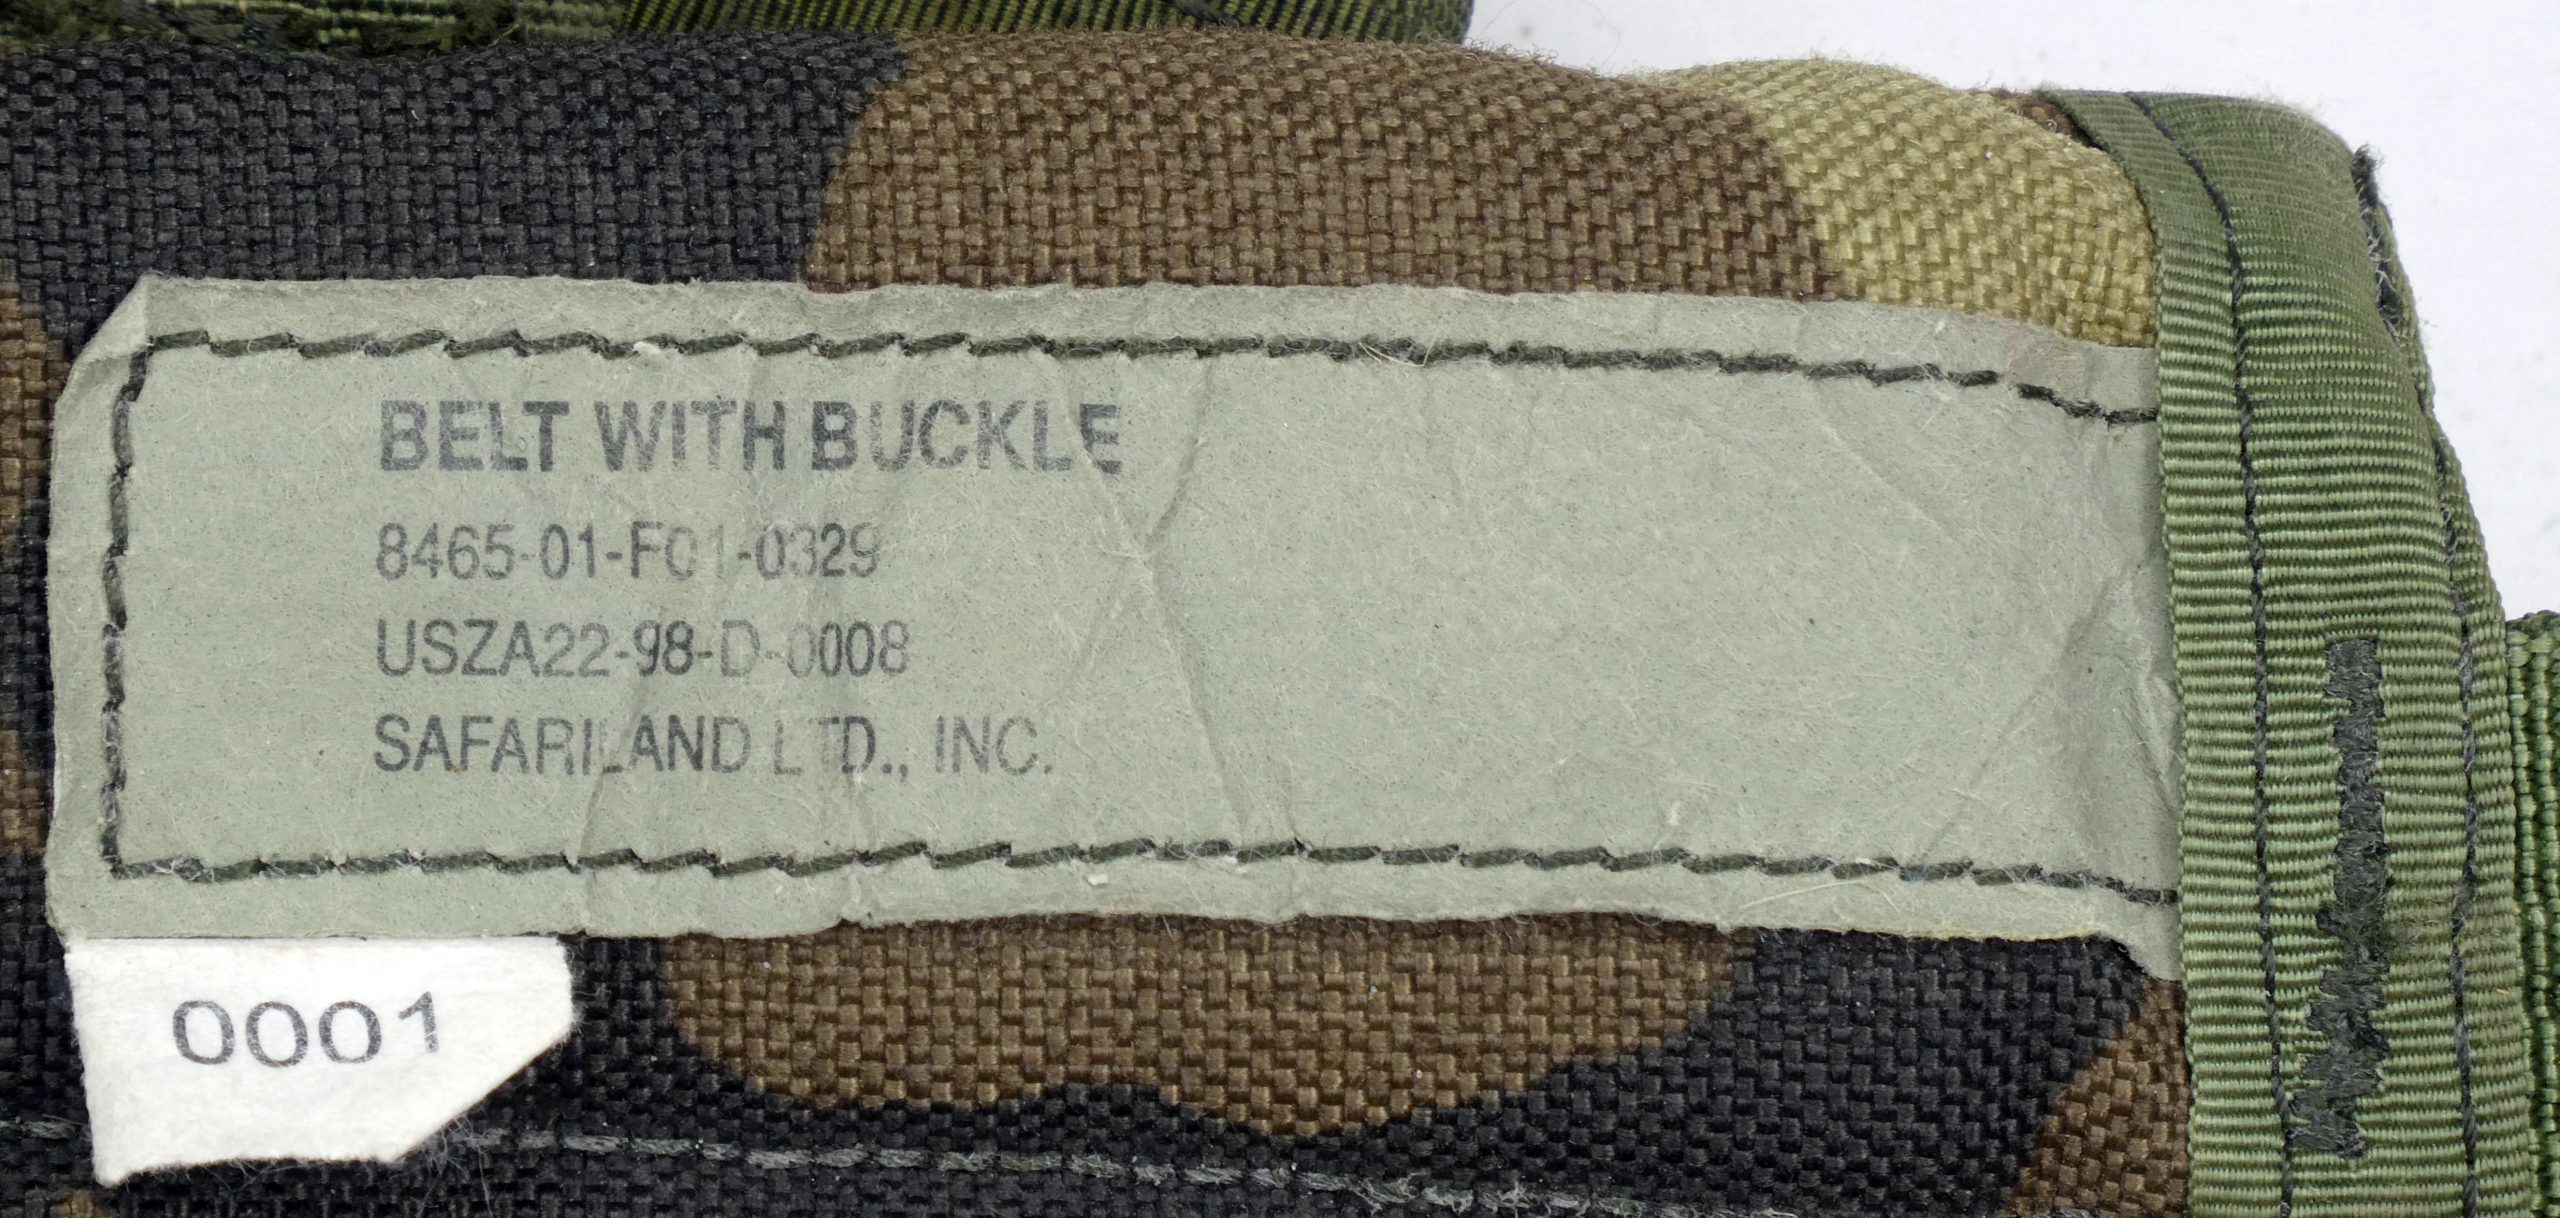 BELT WITH BUCKLE
8465-01-F01-0329
USZA22-98-D-0008
SAFARILAND LTD., INC.
0001